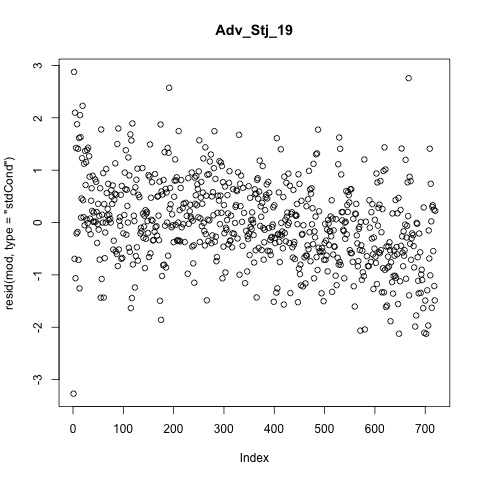 Adv_Stj_19
resid(mod, type = "stdCond")
3
2
1
0
-1
-2
-3
0 100 200 300 400 500 600 700
Index